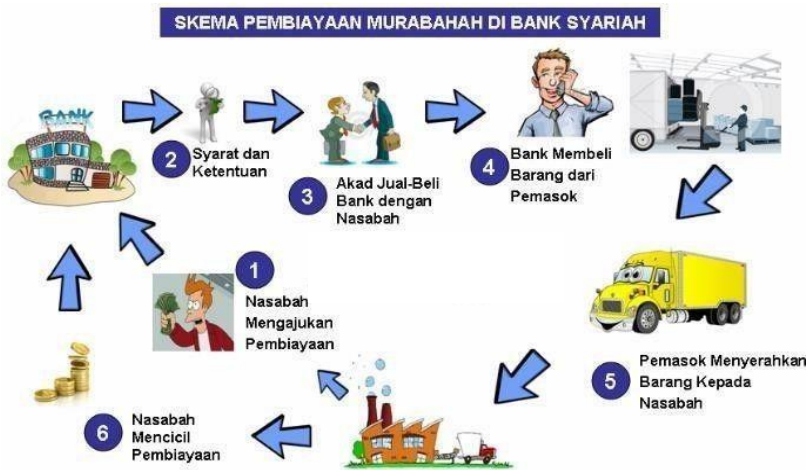 SKEMA PEMBIAYAAN MURABAHAH DI BANK SYARIAH
BANK
2
Syarat dan
Ketentuan
3
Akad Jual-Beli
Bank dengan
Nasabah
4
Bank Membeli
Barang dari
Pemasok
1
Nasabah
Mengajukan
Pembiayaan
5
Pemasok Menyerahkan
Barang Kepada
Nasabah
6
Nasabah
Mencicil
Pembiayaan